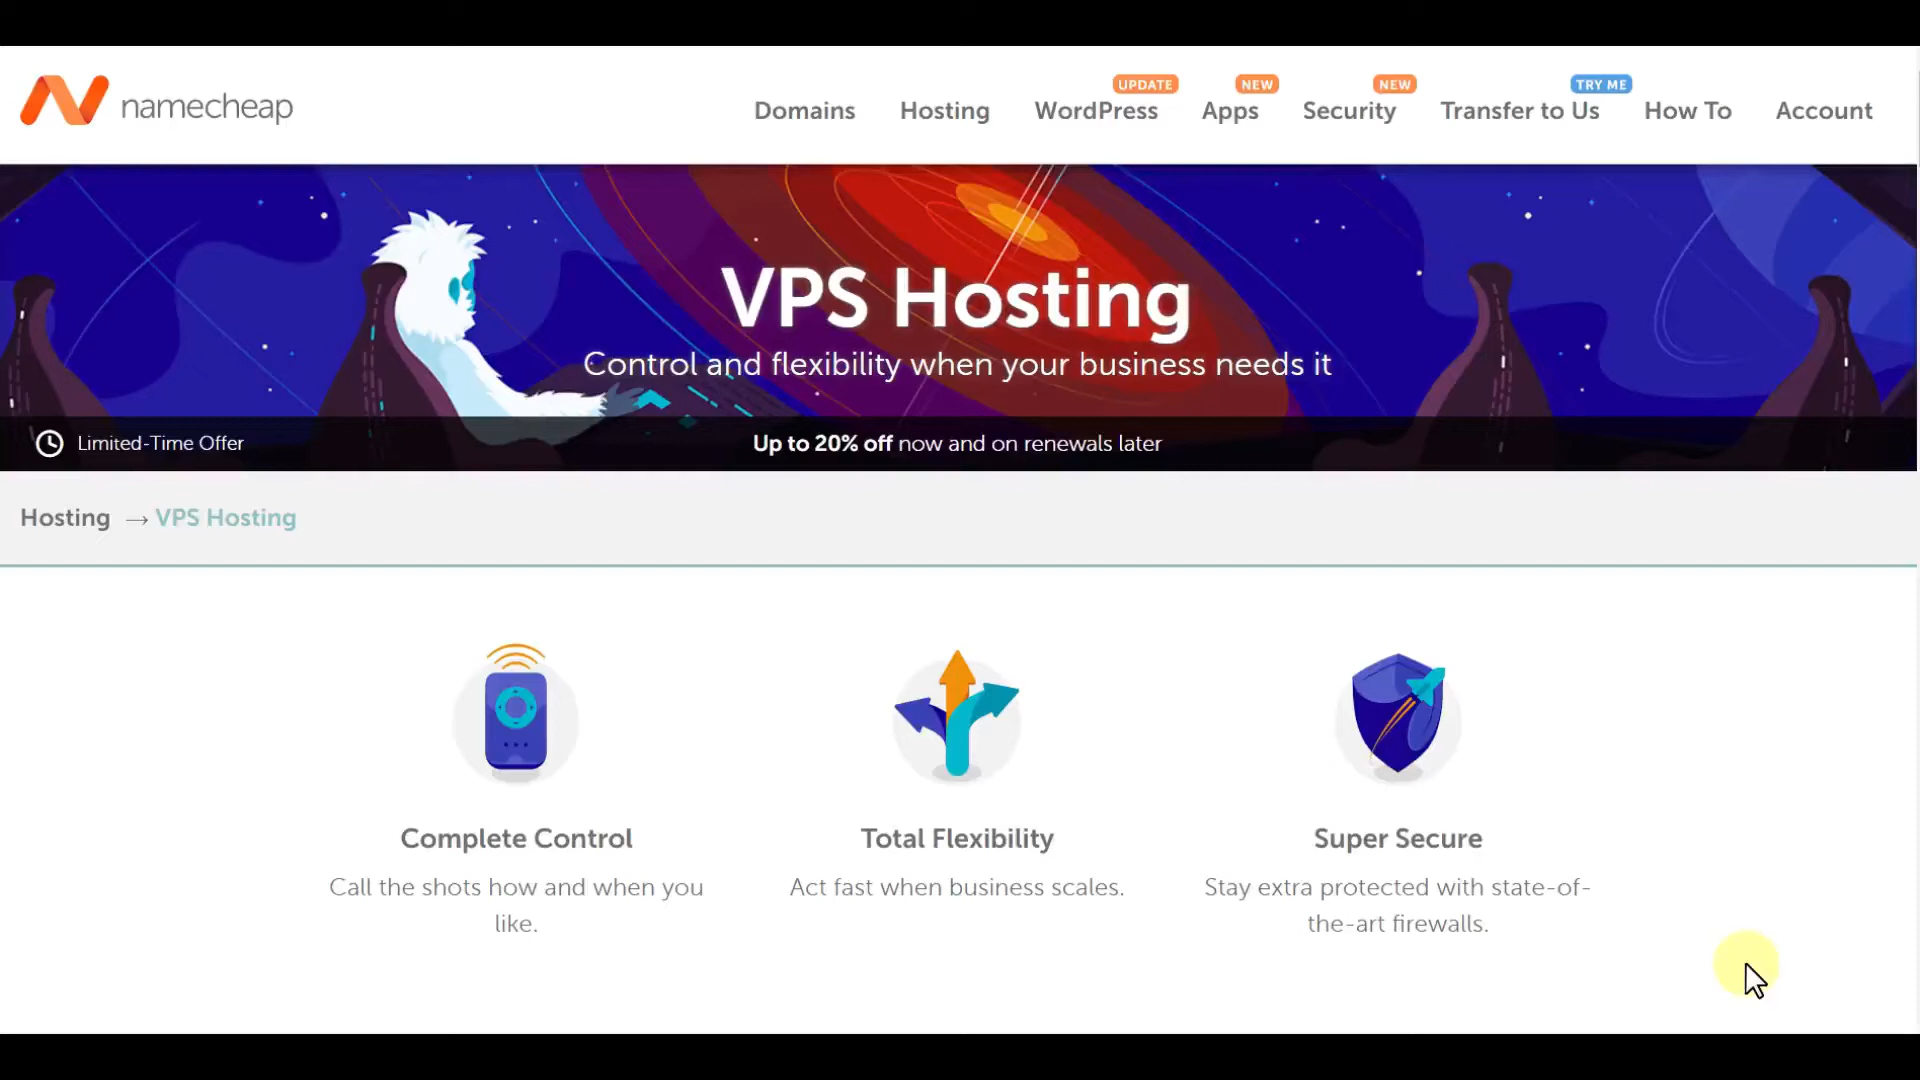 namecheap
Domains
Hosting
UPDATE
WordPress
NEW
Apps
NEW
Security
TRY ME
Transfer to Us
How To
Account
VPS Hosting
Control and flexibility when your business needs it
Limited-Time Offer
Up to 20% off now and on renewals later
Hosting → VPS Hosting
Complete Control
Call the shots how and when you
like.
Total Flexibility
Act fast when business scales.
Super Secure
Stay extra protected with state-of-
the-art firewalls.